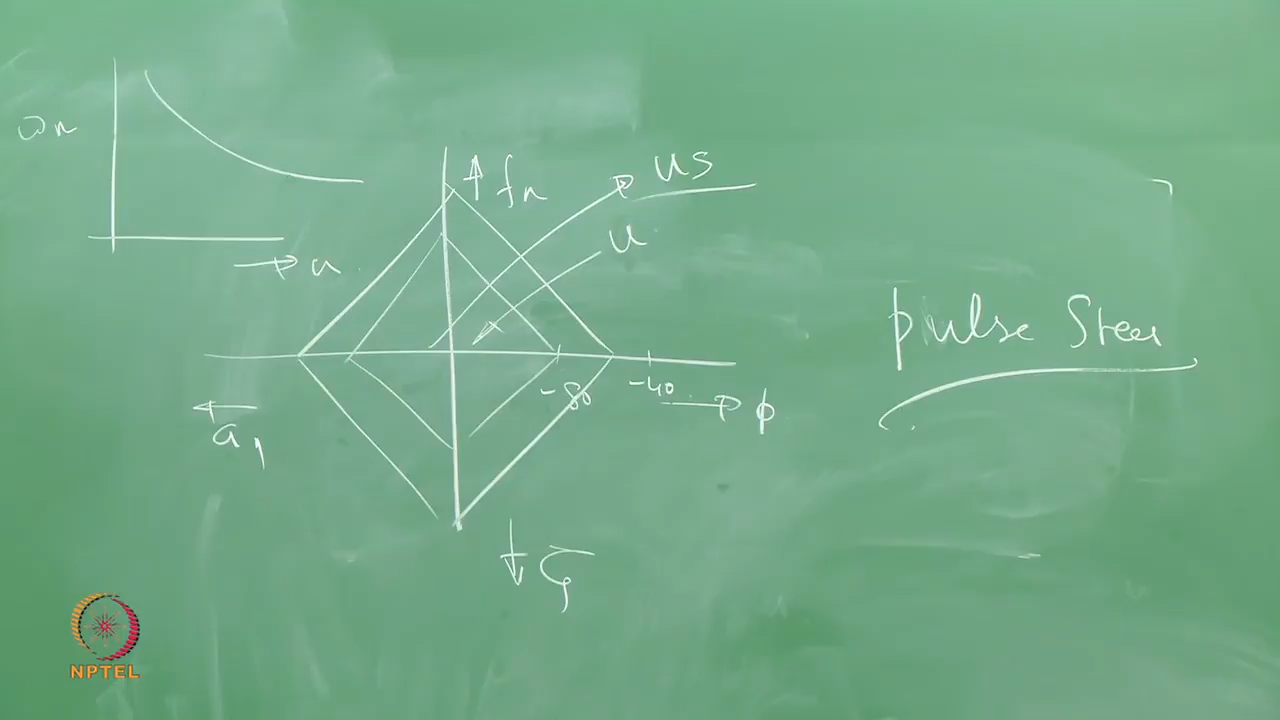 ωn
u
↑ fn
us
u
pulse Steer
-80
-40
→ ϕ
← a1
↓ ζ
NPTEL